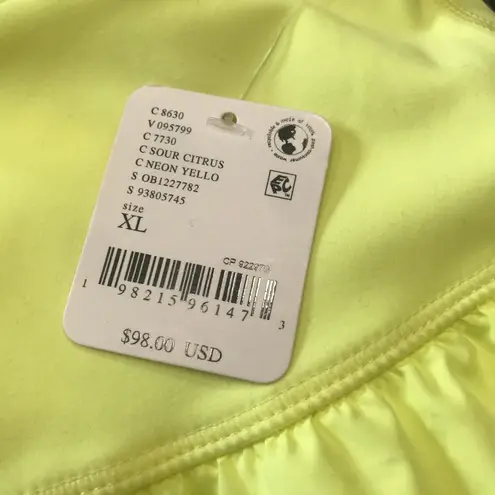 C 8630
V 095799
C 7730
C SOUR CITRUS
C NEON YELLO
S OB1227782
S 93805745
size
XL
1 98215 96147 3
$98.00 USD